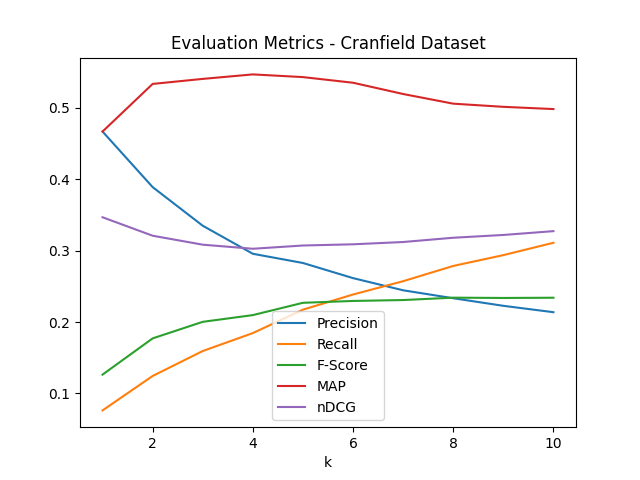 Evaluation Metrics - Cranfield Dataset
0.5
0.4
0.3
0.2
0.1
Precision
Recall
F-Score
MAP
nDCG
2 4 6 8 10
k